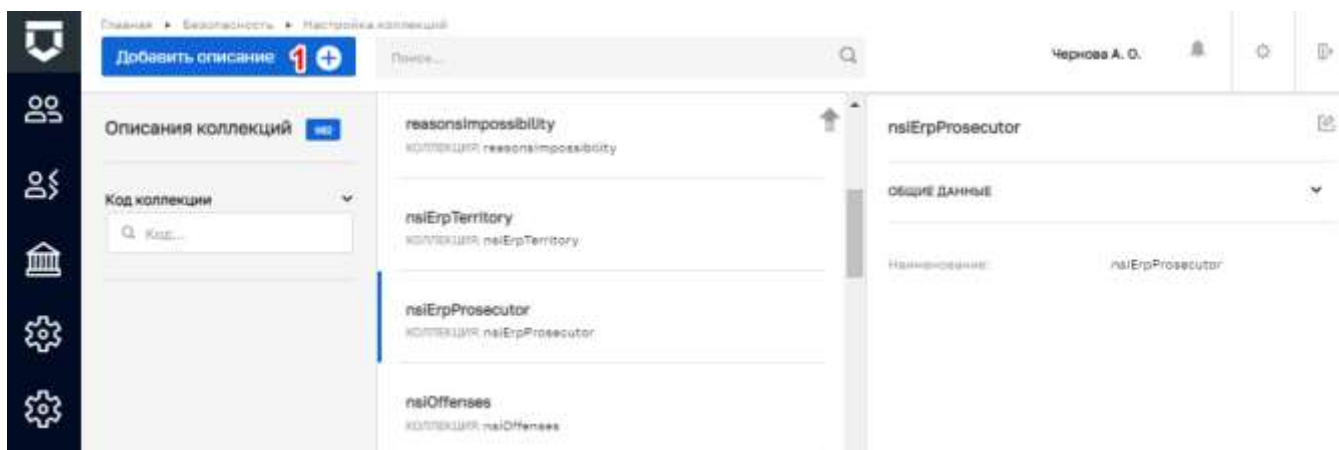 Главная ▸ Безопасность ▸ Настройка коллекций
Добавить описание 1
Поиск...
Чернова А. О.
Описания коллекций
Код коллекции
Код...
reasonsImpossibility
КОЛЛЕКЦИЯ: reasonsImpossibility
nsiErpTerritory
КОЛЛЕКЦИЯ: nsiErpTerritory
nsiErpProsecutor
КОЛЛЕКЦИЯ: nsiErpProsecutor
nsiOffenses
КОЛЛЕКЦИЯ: nsiOffenses
nsiErpProsecutor
ОБЩИЕ ДАННЫЕ
Наименование: nsiErpProsecutor